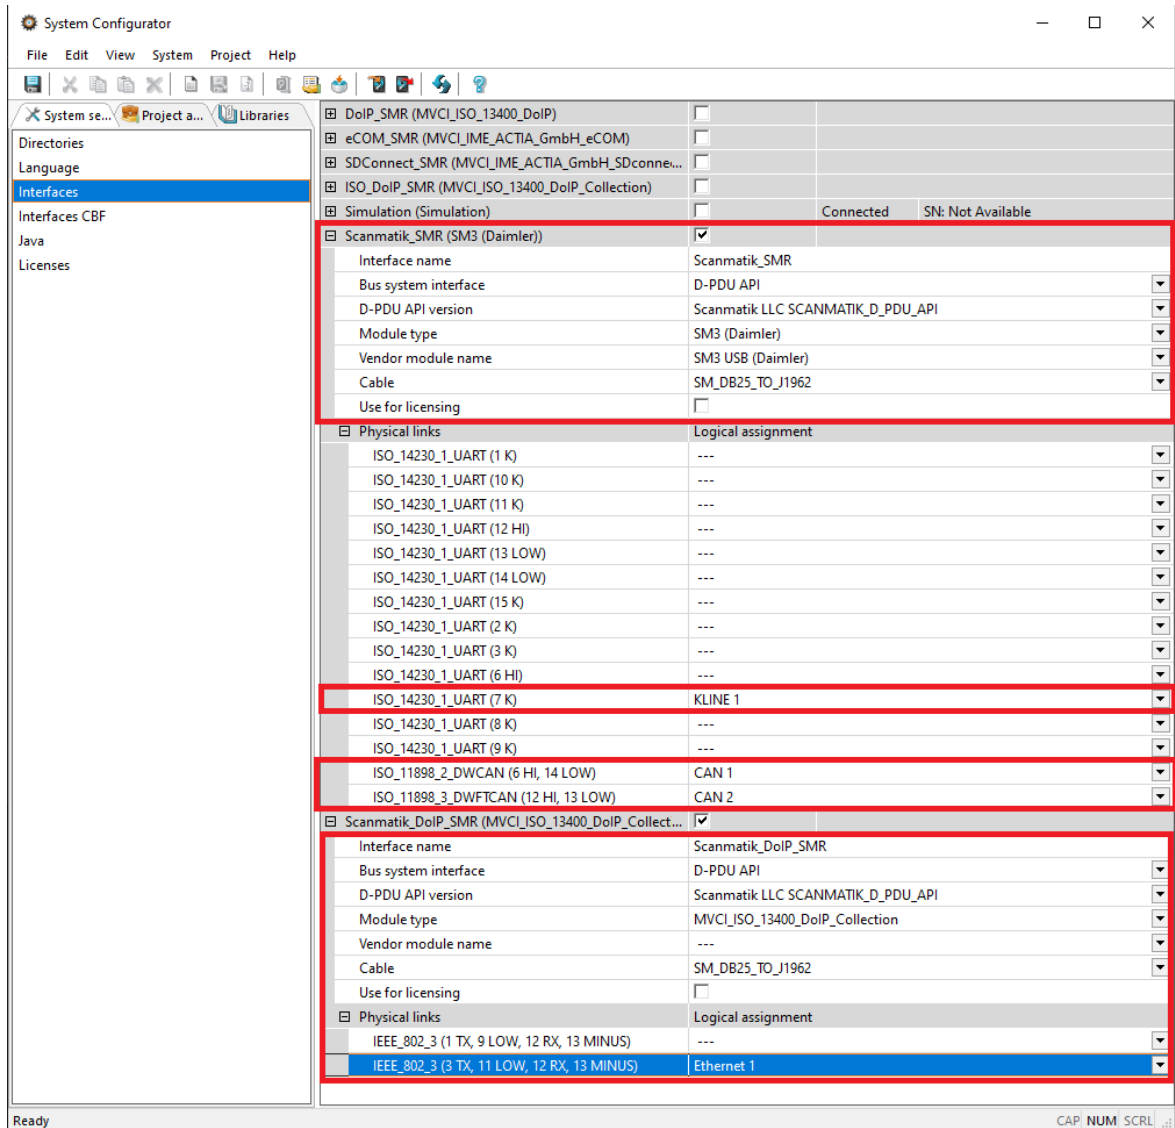 System Configurator
File Edit View System Project Help
System se... Project a... Libraries
Directories
Language
Interfaces
Interfaces CBF
Java
Licenses
DoIP_SMR (MVCI_ISO_13400_DoIP)
eCOM_SMR (MVCI_IME_ACTIA_GmbH_eCOM)
SDConnect_SMR (MVCI_IME_ACTIA_GmbH_SDconne...
ISO_DoIP_SMR (MVCI_ISO_13400_DoIP_Collection)
Simulation (Simulation) Connected SN: Not Available
Scanmatik_SMR (SM3 (Daimler))
Interface name Scanmatik_SMR
Bus system interface D-PDU API
D-PDU API version Scanmatik LLC SCANMATIK_D_PDU_API
Module type SM3 (Daimler)
Vendor module name SM3 USB (Daimler)
Cable SM_DB25_TO_J1962
Use for licensing
Physical links Logical assignment
ISO_14230_1_UART (1 K) ---
ISO_14230_1_UART (10 K) ---
ISO_14230_1_UART (11 K) ---
ISO_14230_1_UART (12 HI) ---
ISO_14230_1_UART (13 LOW) ---
ISO_14230_1_UART (14 LOW) ---
ISO_14230_1_UART (15 K) ---
ISO_14230_1_UART (2 K) ---
ISO_14230_1_UART (3 K) ---
ISO_14230_1_UART (6 HI) ---
ISO_14230_1_UART (7 K) KLINE 1
ISO_14230_1_UART (8 K) ---
ISO_14230_1_UART (9 K) ---
ISO_11898_2_DWCAN (6 HI, 14 LOW) CAN 1
ISO_11898_3_DWFTCAN (12 HI, 13 LOW) CAN 2
Scanmatik_DoIP_SMR (MVCI_ISO_13400_DoIP_Collect...
Interface name Scanmatik_DoIP_SMR
Bus system interface D-PDU API
D-PDU API version Scanmatik LLC SCANMATIK_D_PDU_API
Module type MVCI_ISO_13400_DoIP_Collection
Vendor module name ---
Cable SM_DB25_TO_J1962
Use for licensing
Physical links Logical assignment
IEEE_802_3 (1 TX, 9 LOW, 12 RX, 13 MINUS) ---
IEEE_802_3 (3 TX, 11 LOW, 12 RX, 13 MINUS) Ethernet 1
Ready CAP NUM SCRL